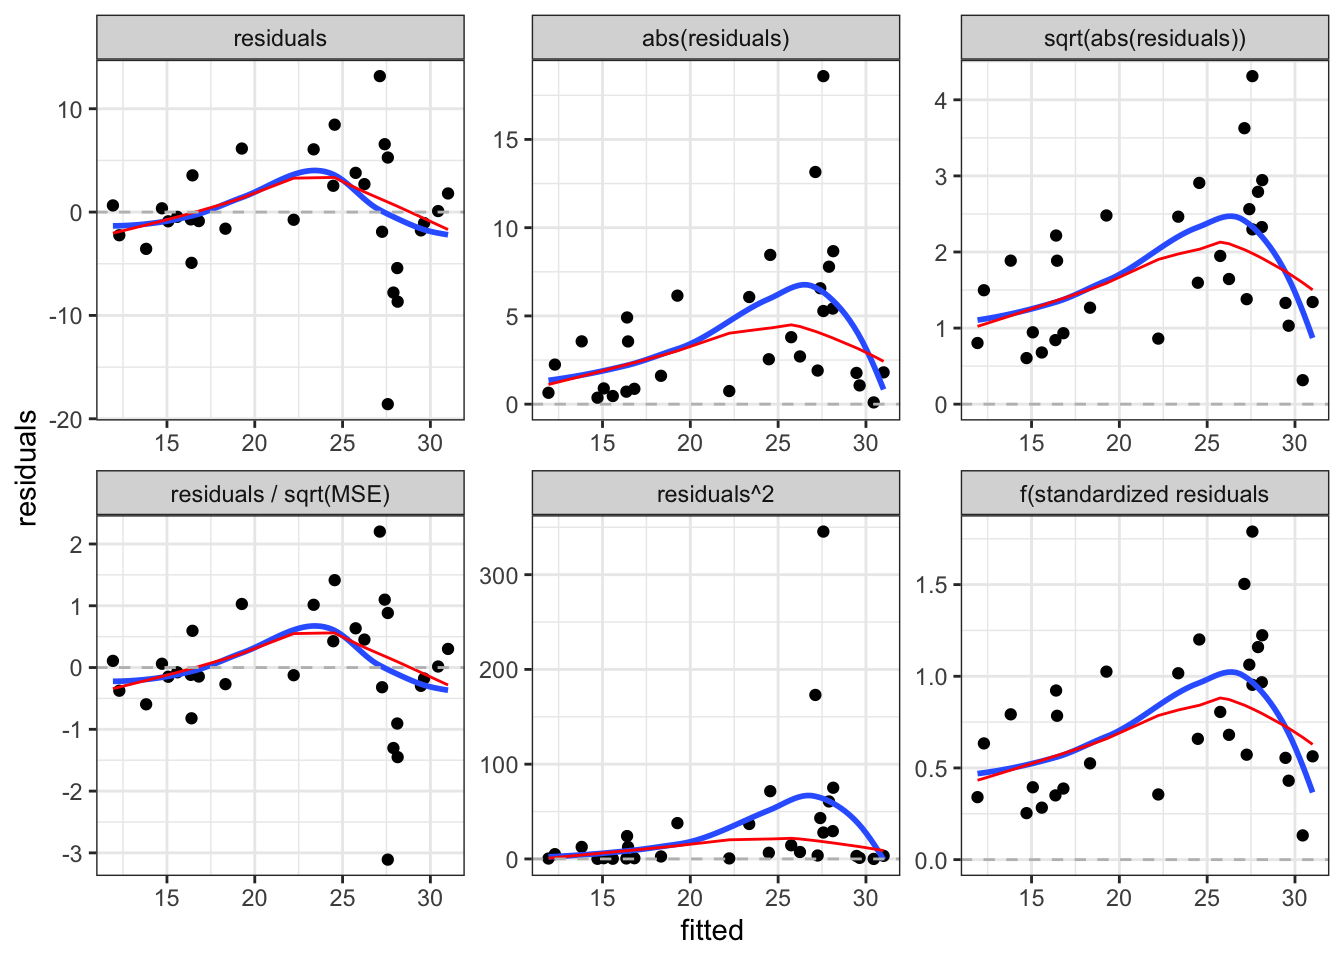 residuals
abs(residuals)
sqrt(abs(residuals))
10
0
-10
-20
15
10
5
0
4
3
2
1
0
15 20 25 30
15 20 25 30
15 20 25 30
residuals
residuals / sqrt(MSE)
residuals^2
f(standardized residuals
2
1
0
-1
-2
-3
300
200
100
0
1.5
1.0
0.5
0.0
15 20 25 30
15 20 25 30
15 20 25 30
fitted